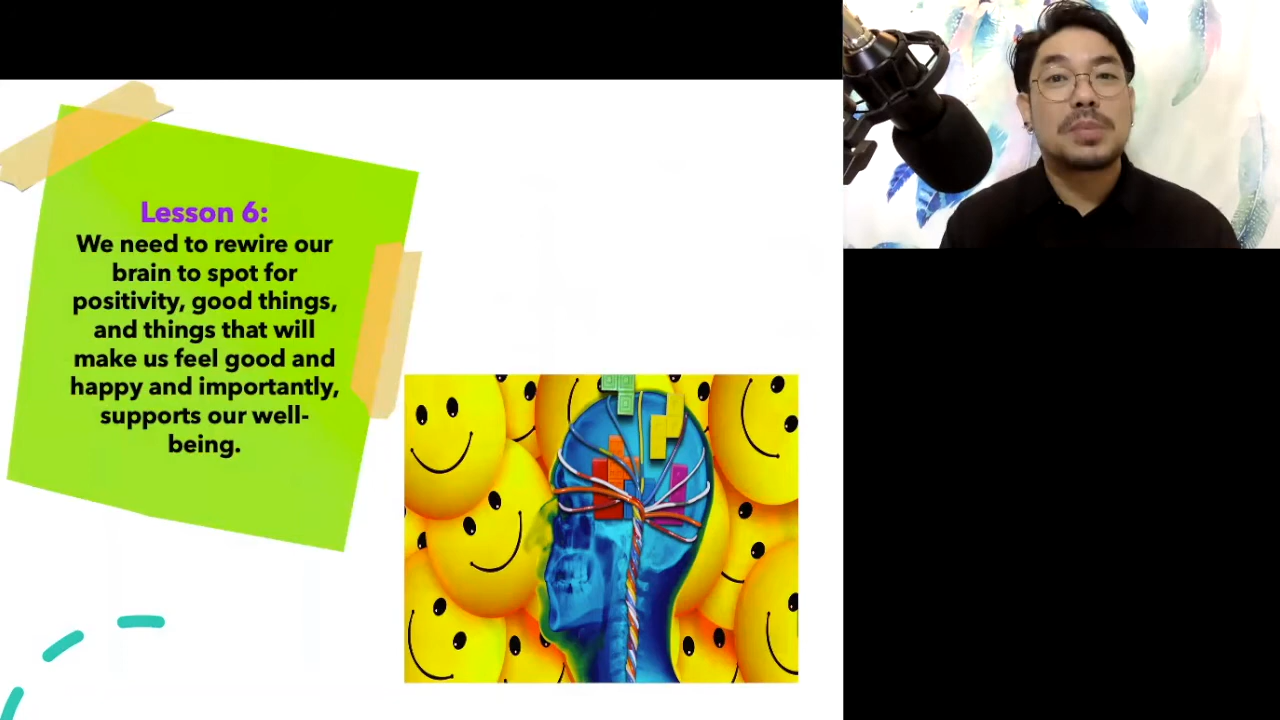 Lesson 6:
We need to rewire our
brain to spot for
positivity, good things,
and things that will
make us feel good and
happy and importantly,
supports our well-
being.